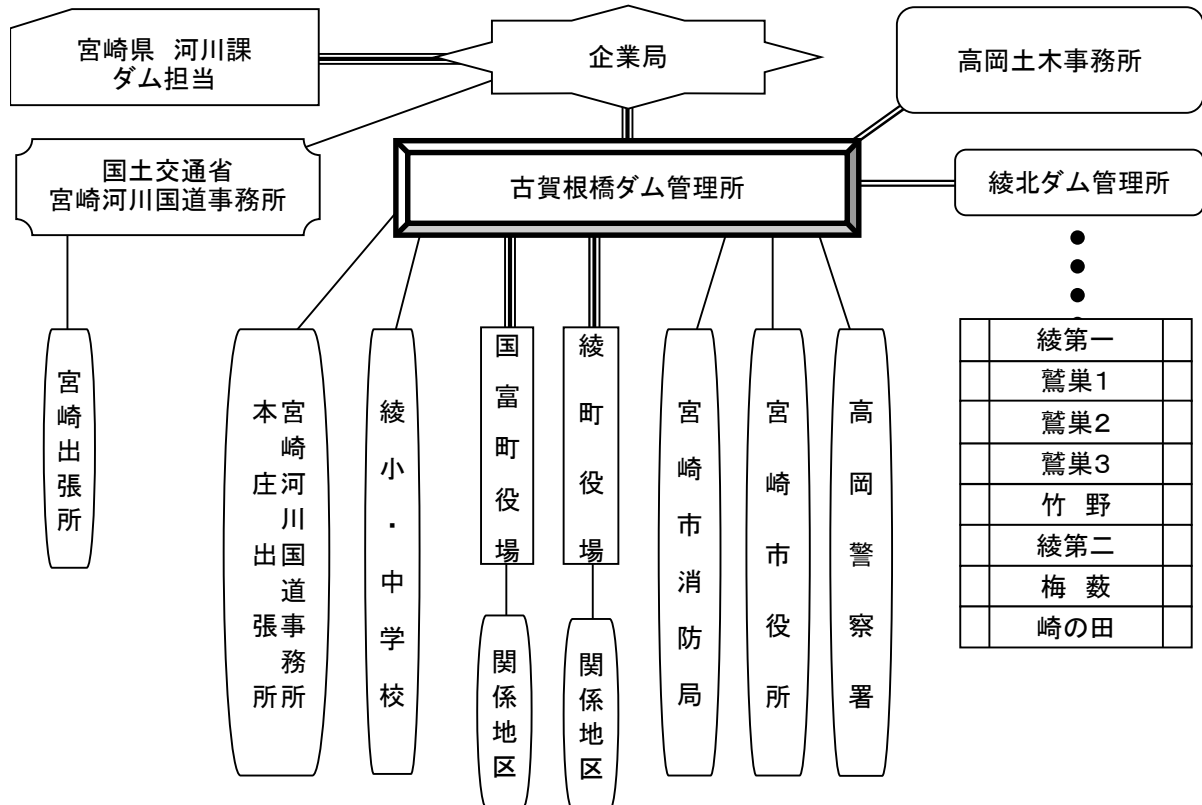 宮崎県 河川課
ダム担当
企業局
高岡土木事務所
国土交通省
宮崎河川国道事務所
古賀根橋ダム管理所
綾北ダム管理所
宮崎出張所
宮崎河川国道事務所
本庄出張所
綾小・中学校
国富町役場
綾町役場
宮崎市消防局
宮崎市役所
高岡警察署
関係地区
関係地区
綾第一
鷲巣1
鷲巣2
鷲巣3
竹 野
綾第二
梅 薮
崎の田